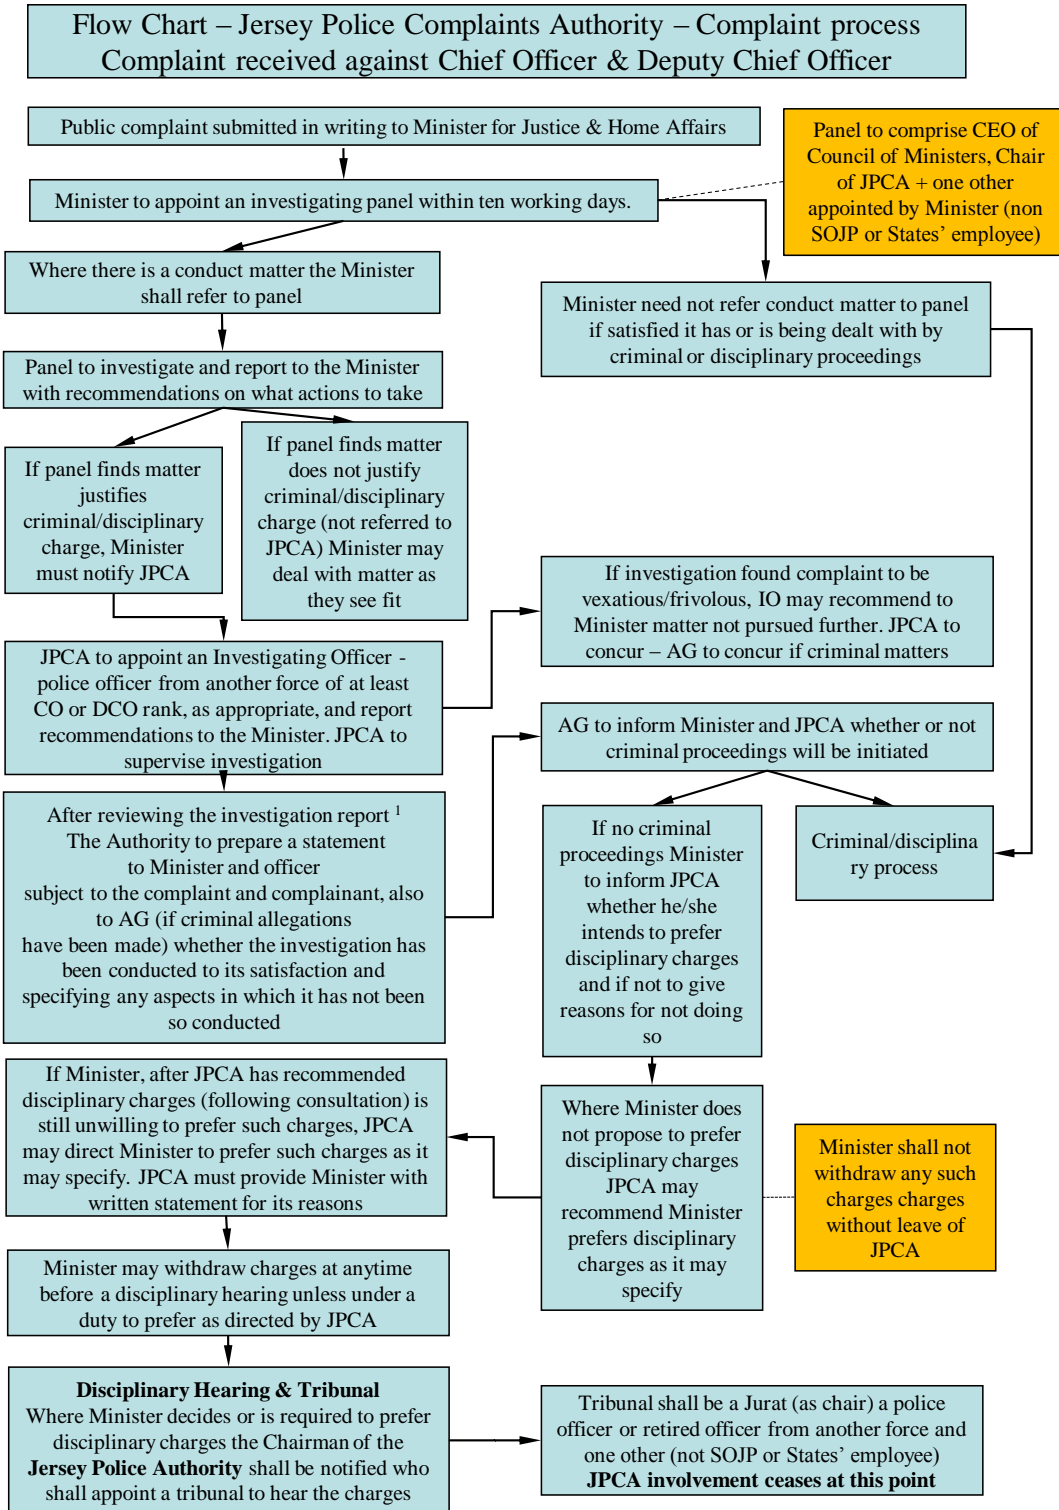 Flow Chart – Jersey Police Complaints Authority – Complaint process
Complaint received against Chief Officer & Deputy Chief Officer
Public complaint submitted in writing to Minister for Justice & Home Affairs
Panel to comprise CEO of
Council of Ministers, Chair
of JPCA + one other
appointed by Minister (non
SOJP or States’ employee)
Minister to appoint an investigating panel within ten working days.
Where there is a conduct matter the Minister
shall refer to panel
Minister need not refer conduct matter to panel
if satisfied it has or is being dealt with by
criminal or disciplinary proceedings
Panel to investigate and report to the Minister
with recommendations on what actions to take
If panel finds matter
justifies
criminal/disciplinary
charge, Minister
must notify JPCA
If panel finds matter
does not justify
criminal/disciplinary
charge (not referred to
JPCA) Minister may
deal with matter as
they see fit
If investigation found complaint to be
vexatious/frivolous, IO may recommend to
Minister matter not pursued further. JPCA to
concur – AG to concur if criminal matters
JPCA to appoint an Investigating Officer -
police officer from another force of at least
CO or DCO rank, as appropriate, and report
recommendations to the Minister. JPCA to
supervise investigation
AG to inform Minister and JPCA whether or not
criminal proceedings will be initiated
After reviewing the investigation report ¹
The Authority to prepare a statement
to Minister and officer
subject to the complaint and complainant, also
to AG (if criminal allegations
have been made) whether the investigation has
been conducted to its satisfaction and
specifying any aspects in which it has not been
so conducted
If no criminal
proceedings Minister
to inform JPCA
whether he/she
intends to prefer
disciplinary charges
and if not to give
reasons for not doing
so
Criminal/disciplina
ry process
If Minister, after JPCA has recommended
disciplinary charges (following consultation) is
still unwilling to prefer such charges, JPCA
may direct Minister to prefer such charges as it
may specify. JPCA must provide Minister with
written statement for its reasons
Where Minister does
not propose to prefer
disciplinary charges
JPCA may
recommend Minister
prefers disciplinary
charges as it may
specify
Minister shall not
withdraw any such
charges charges
without leave of
JPCA
Minister may withdraw charges at anytime
before a disciplinary hearing unless under a
duty to prefer as directed by JPCA
Disciplinary Hearing & Tribunal
Where Minister decides or is required to prefer
disciplinary charges the Chairman of the
Jersey Police Authority shall be notified who
shall appoint a tribunal to hear the charges
Tribunal shall be a Jurat (as chair) a police
officer or retired officer from another force and
one other (not SOJP or States’ employee)
JPCA involvement ceases at this point